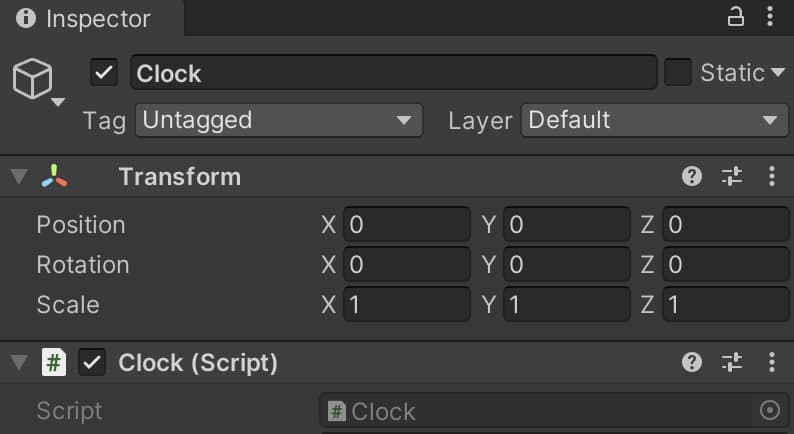 Inspector
Clock
Static
Tag Untagged Layer Default
Transform
Position X 0 Y 0 Z 0
Rotation X 0 Y 0 Z 0
Scale X 1 Y 1 Z 1
# Clock (Script)
Script # Clock